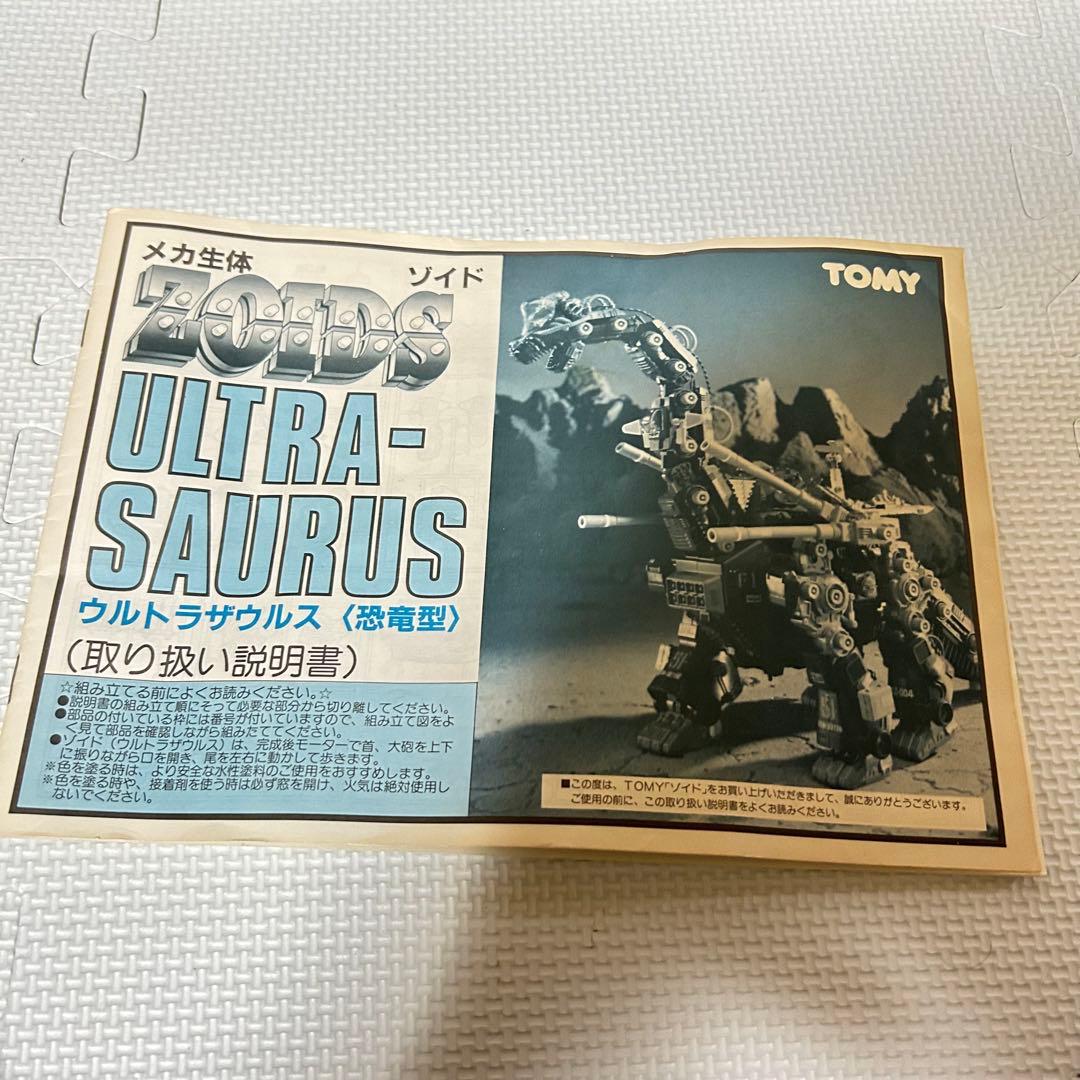 メカ生体
ゾイド
ZOIDS
ULTRA-
SAURUS
ウルトラザウルス〈恐竜型〉
(取り扱い説明書)
☆組み立てる前によくお読みください。☆
●説明書の組み立て順にそって必要な部分から切り離してください。
●部品の付いている枠には番号が付いていますので、組み立て図をよ
く見て部品を確認しながら組みたててください。
●ゾイド(ウルトラザウルス)は、完成後モーターで首、大砲を上下
に振りながら口を開き、尾を左右に動かして歩きます。
※色を塗る時は、より安全な水性塗料のご使用をおすすめします。
※色を塗る時や、接着剤を使う時は必ず窓を開け、火気は絶対使用し
ないでください。
TOMY
F1
■この度は、TOMY「ゾイド」をお買い上げいただきまして、誠にありがとうございます。
ご使用の前に、この取り扱い説明書をよくお読みください。